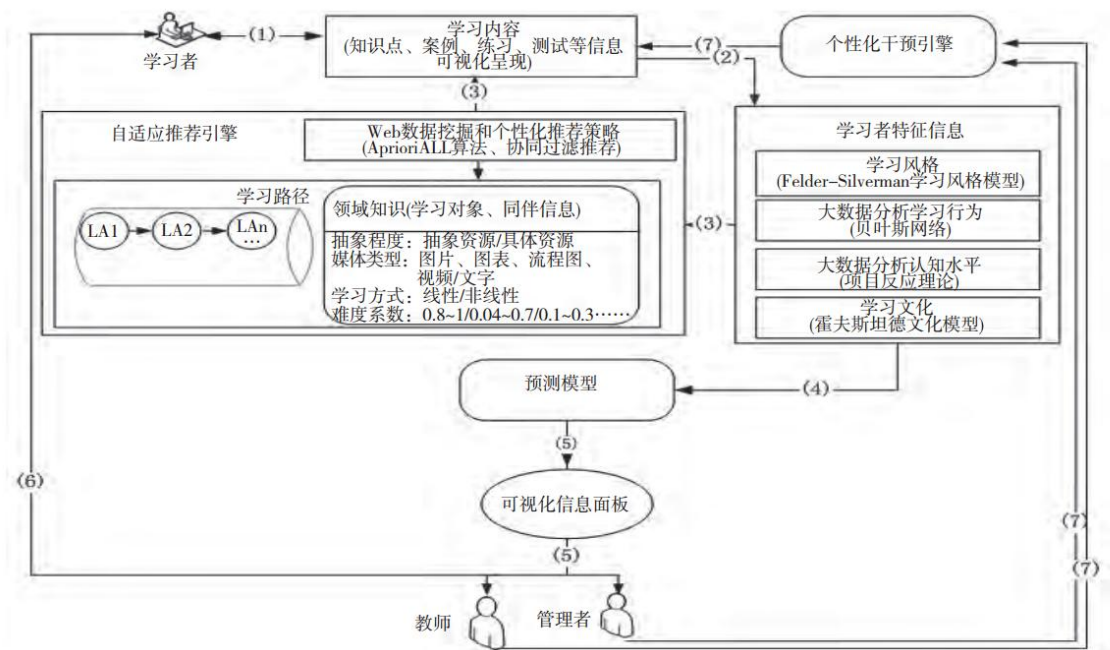 学习者
(1)
学习内容
(知识点、案例、练习、测试等信息
可视化呈现)
(7)
(2)
个性化干预引擎
(3)
自适应推荐引擎
Web数据挖掘和个性化推荐策略
(AprioriALL算法、协同过滤推荐)
学习路径
LA1
LA2
LAn
...
领域知识(学习对象、同伴信息)
抽象程度：抽象资源/具体资源
媒体类型：图片、图表、流程图、
视频/文字
学习方式：线性/非线性
难度系数：0.8~1/0.04~0.7/0.1~0.3……
(3)
学习者特征信息
学习风格
(Felder-Silverman学习风格模型)
大数据分析学习行为
(贝叶斯网络)
大数据分析认知水平
(项目反应理论)
学习文化
(霍夫斯坦德文化模型)
预测模型
(4)
(5)
(6)
可视化信息面板
(7)
(5)
(7)
教师
管理者